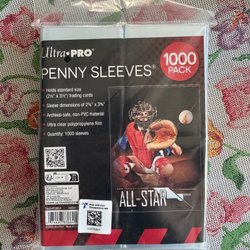 Ultra·PRO®
1000
PACK
PENNY SLEEVES®
• Holds standard size
(2½" x 3½") trading cards
• Sleeve dimensions of 2⅝" x 3⅝"
• Archival-safe, non-PVC material
• Ultra clear polypropylene film
• Quantity: 1000 sleeves
ALL-STAR